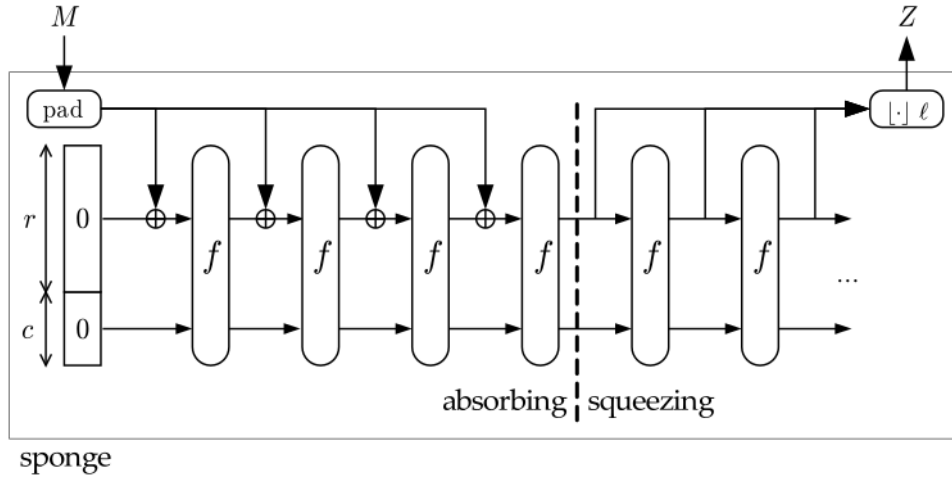 M Z
pad ⌊·⌋ ℓ
r 0 f f f f f f
...
c 0
absorbing squeezing
sponge